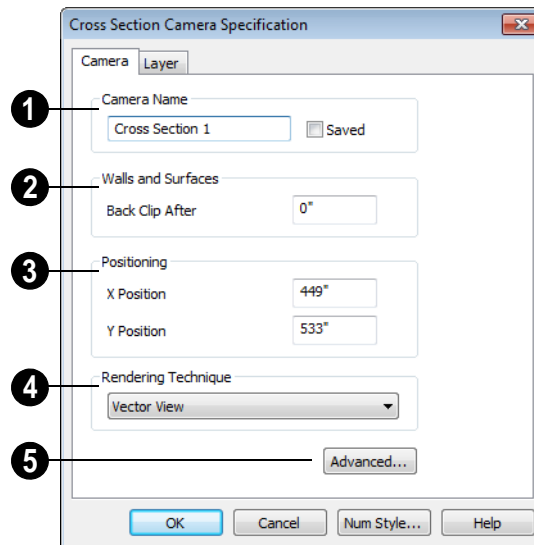 Cross Section Camera Specification
Camera Layer
1 Camera Name
Cross Section 1 Saved
2 Walls and Surfaces
Back Clip After 0"
3 Positioning
X Position 449"
Y Position 533"
4 Rendering Technique
Vector View
5 Advanced...
OK Cancel Num Style... Help